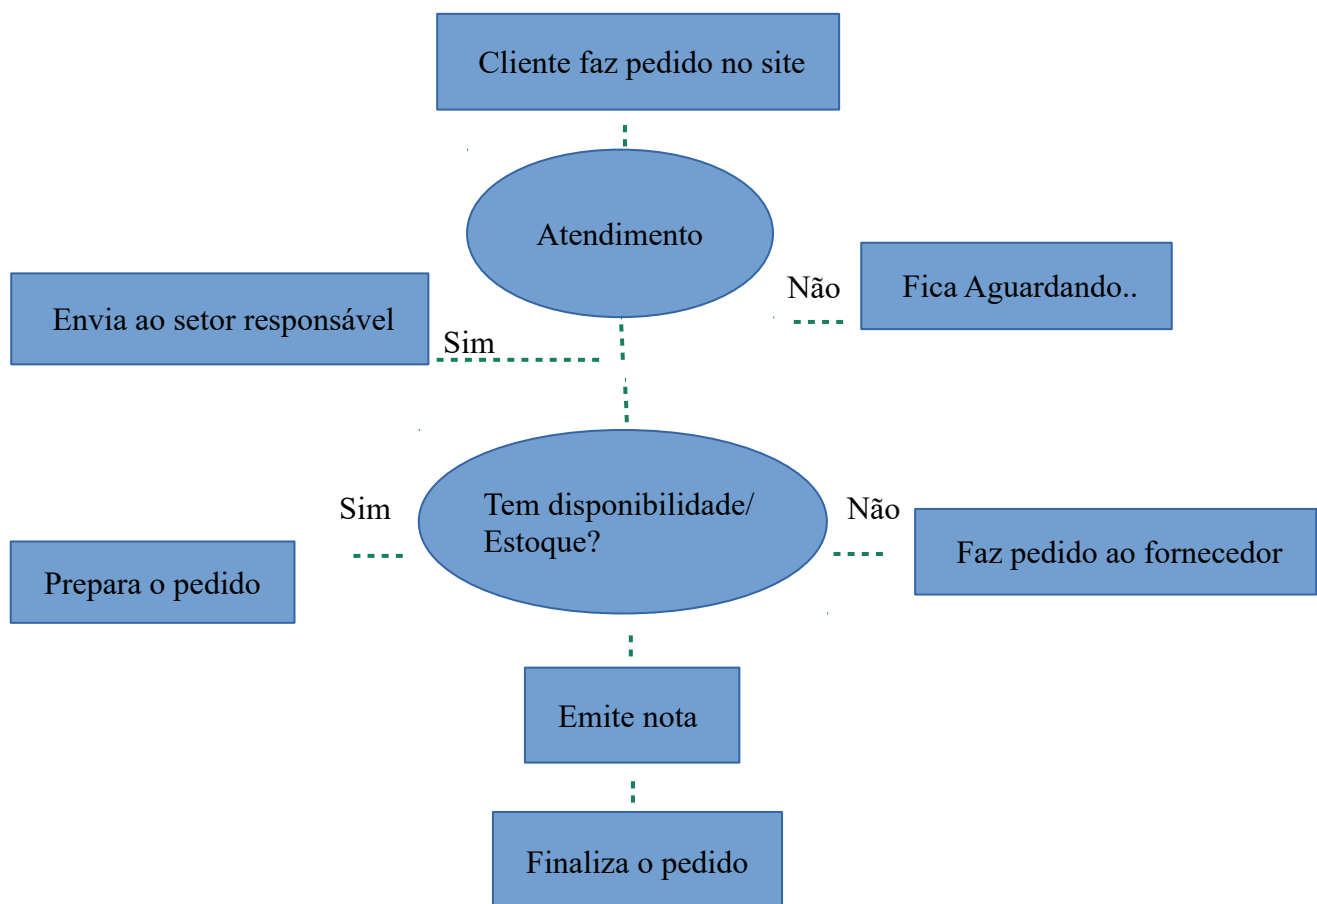 Cliente faz pedido no site
Atendimento
Não
Fica Aguardando..
Envia ao setor responsável
Sim
Sim
Tem disponibilidade/
Estoque?
Não
Faz pedido ao fornecedor
Prepara o pedido
Emite nota
Finaliza o pedido